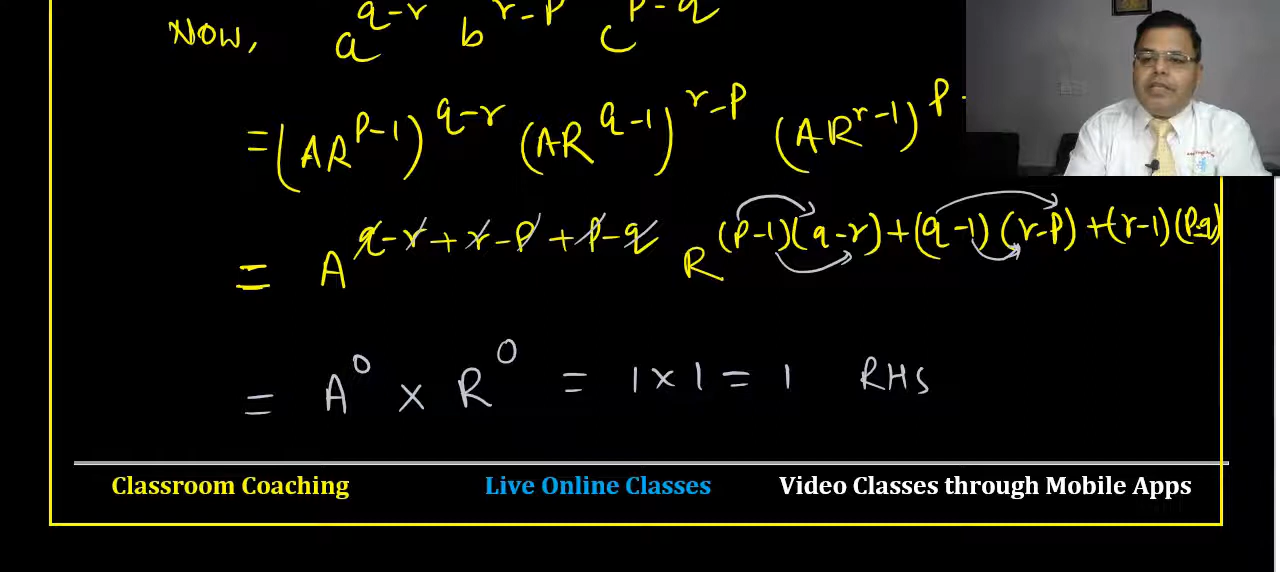 Now, a^{q-r} b^{r-p} c^{p-q}
=(AR^{p-1})^{q-r} (AR^{q-1})^{r-p} (AR^{r-1})^{p-
= A^{q-r+r-p+p-q} R^{(p-1)(q-r)+(q-1)(r-p)+(r-1)(p-q)}
= A^0 × R^0 = 1×1 = 1 RHS
Classroom Coaching Live Online Classes Video Classes through Mobile Apps